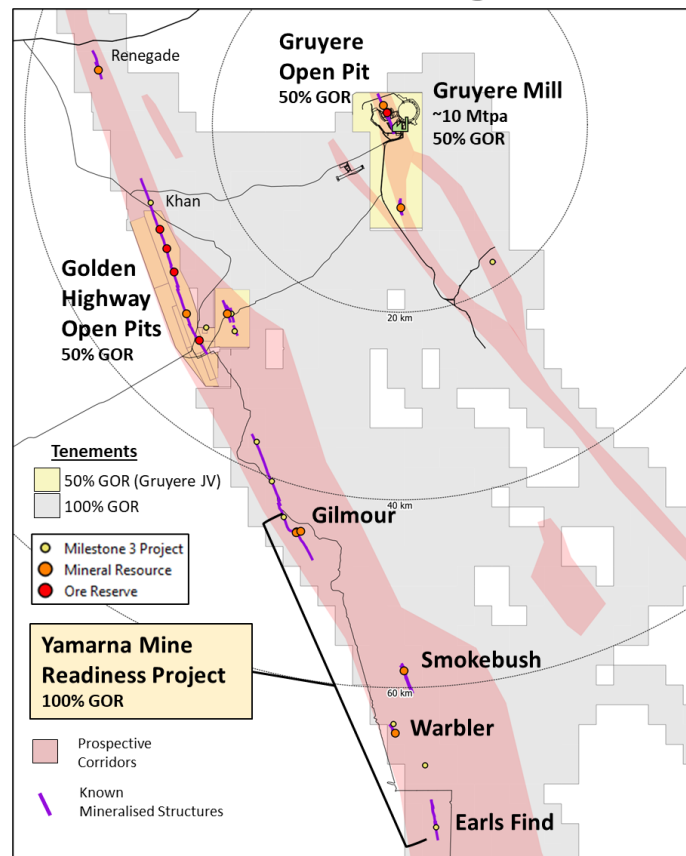 Renegade
Gruyere
Open Pit
50% GOR
Gruyere Mill
~10 Mtpa
50% GOR
Khan
Golden
Highway
Open Pits
50% GOR
20 km
Tenements
50% GOR (Gruyere JV)
100% GOR
40 km
Gilmour
Milestone 3 Project
Mineral Resource
Ore Reserve
Yamarna Mine
Readiness Project
100% GOR
Smokebush
60 km
Warbler
Prospective
Corridors
Known
Mineralised Structures
Earls Find